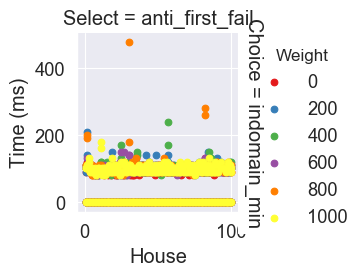 Select = anti_first_fail
Choice = indomain_min
Time (ms)
400
200
0
0
100
House
Weight
0
200
400
600
800
1000